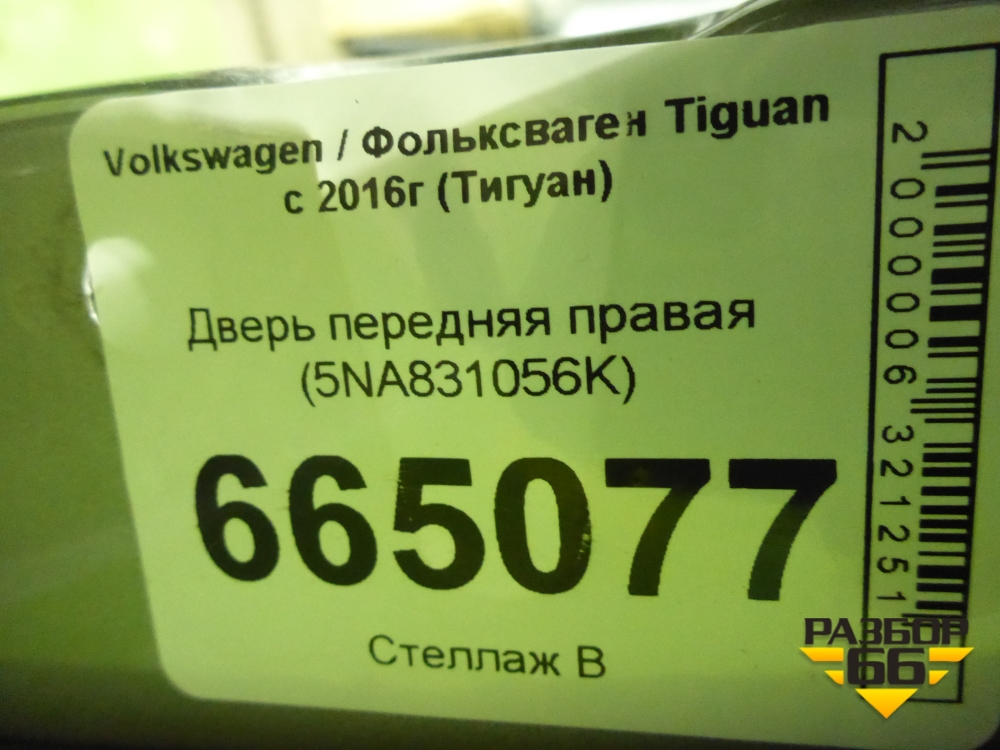 Volkswagen / Фольксваген Tiguan
с 2016г (Тигуан)
Дверь передняя правая
(5NA831056K)
665077
Стеллаж В
2000006321251
РАЗБОР
66